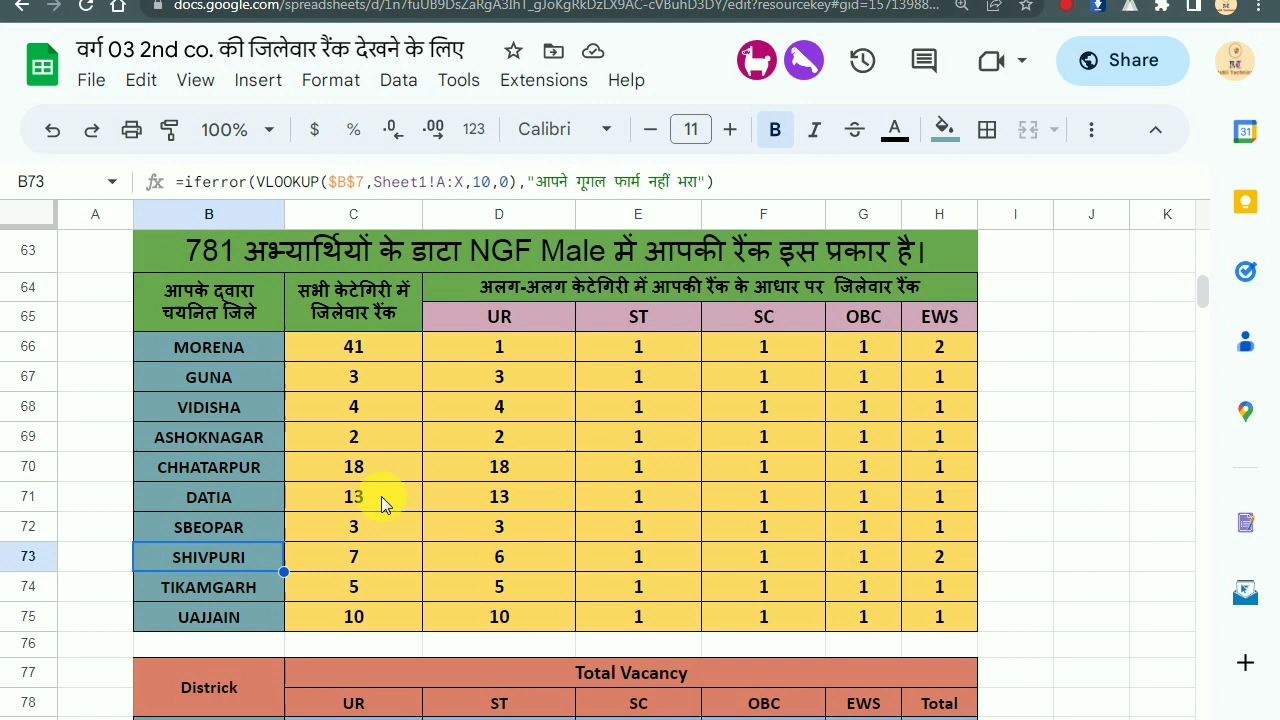 docs.google.com/spreadsheets/d/1n7fuUB9DsZaRgA3IhT_gJoKgRkDzLX9AC-cVBuhD3DY/edit?resourcekey#gid=15713988...
वर्ग 03 2nd co. की जिलेवार रैंक देखने के लिए
File Edit View Insert Format Data Tools Extensions Help
Share
100% $ % .0 .00 123 Calibri 11 B I A
B73 fx =iferror(VLOOKUP($B$7,Sheet1!A:X,10,0),"आपने गूगल फार्म नहीं भरा")
A B C D E F G H I J K
63 781 अभ्यार्थियों के डाटा NGF Male में आपकी रैंक इस प्रकार है।
64 आपके द्वारा चयनित जिले सभी केटेगिरी में जिलेवार रैंक अलग-अलग केटेगिरी में आपकी रैंक के आधार पर जिलेवार रैंक
65 UR ST SC OBC EWS
66 MORENA 41 1 1 1 1 2
67 GUNA 3 3 1 1 1 1
68 VIDISHA 4 4 1 1 1 1
69 ASHOKNAGAR 2 2 1 1 1 1
70 CHHATARPUR 18 18 1 1 1 1
71 DATIA 13 13 1 1 1 1
72 SBEOPAR 3 3 1 1 1 1
73 SHIVPURI 7 6 1 1 1 2
74 TIKAMGARH 5 5 1 1 1 1
75 UAJJAIN 10 10 1 1 1 1
76
77 Districk Total Vacancy
78 UR ST SC OBC EWS Total
31